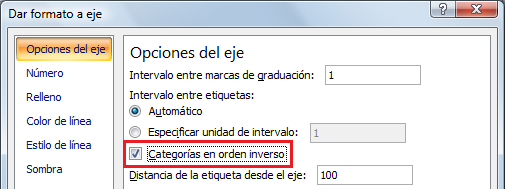 Dar formato a eje
Opciones del eje
Número
Relleno
Color de línea
Estilo de línea
Sombra
Opciones del eje
Intervalo entre marcas de graduación: 1
Intervalo entre etiquetas:
Automático
Especificar unidad de intervalo: 1
Categorías en orden inverso
Distancia de la etiqueta desde el eje: 100